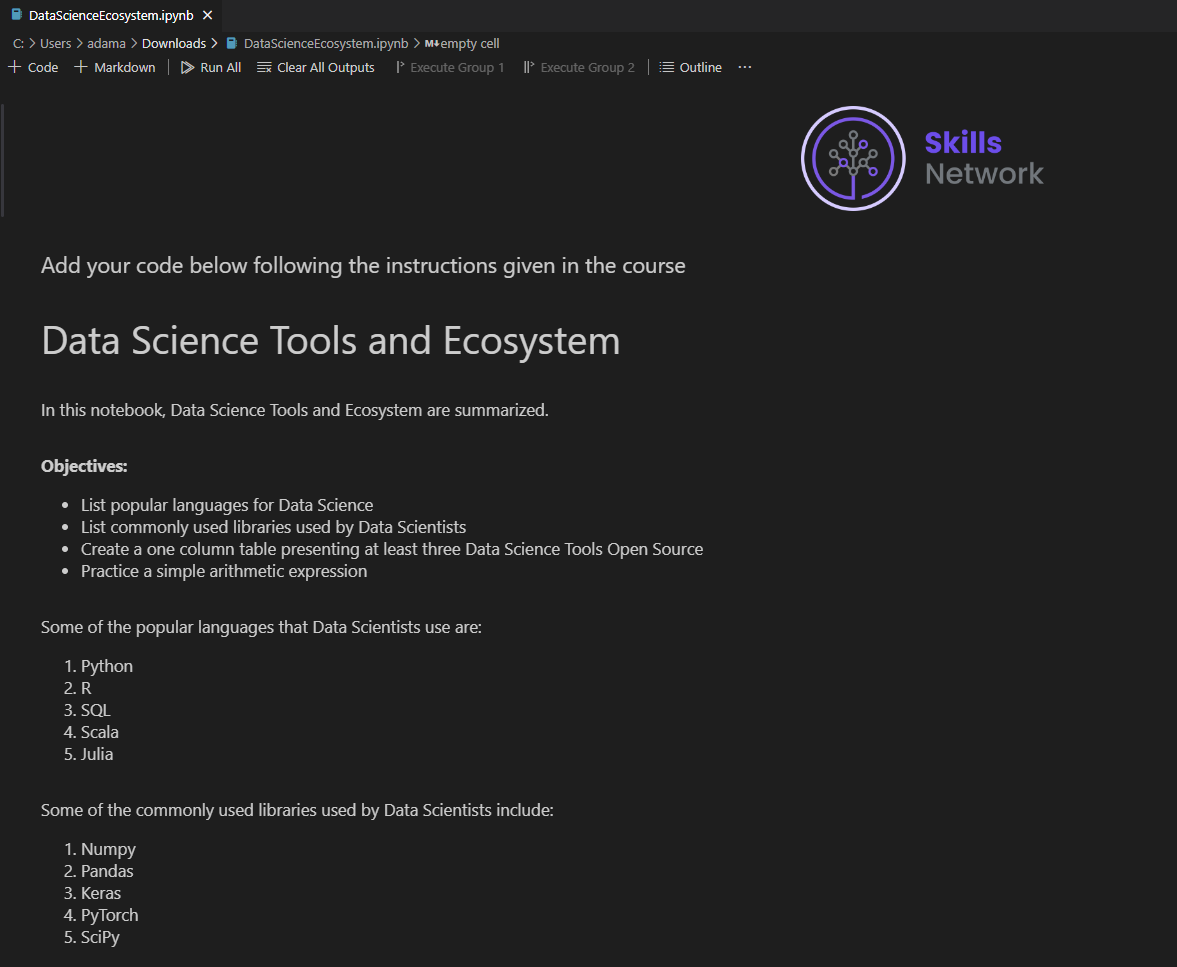 DataScienceEcosystem.ipynb
C: > Users > adama > Downloads > DataScienceEcosystem.ipynb > M↓empty cell
+ Code + Markdown | Run All Clear All Outputs Execute Group 1 Execute Group 2 | Outline ...
Skills
Network
Add your code below following the instructions given in the course
Data Science Tools and Ecosystem
In this notebook, Data Science Tools and Ecosystem are summarized.
Objectives:
• List popular languages for Data Science
• List commonly used libraries used by Data Scientists
• Create a one column table presenting at least three Data Science Tools Open Source
• Practice a simple arithmetic expression
Some of the popular languages that Data Scientists use are:
1. Python
2. R
3. SQL
4. Scala
5. Julia
Some of the commonly used libraries used by Data Scientists include:
1. Numpy
2. Pandas
3. Keras
4. PyTorch
5. SciPy